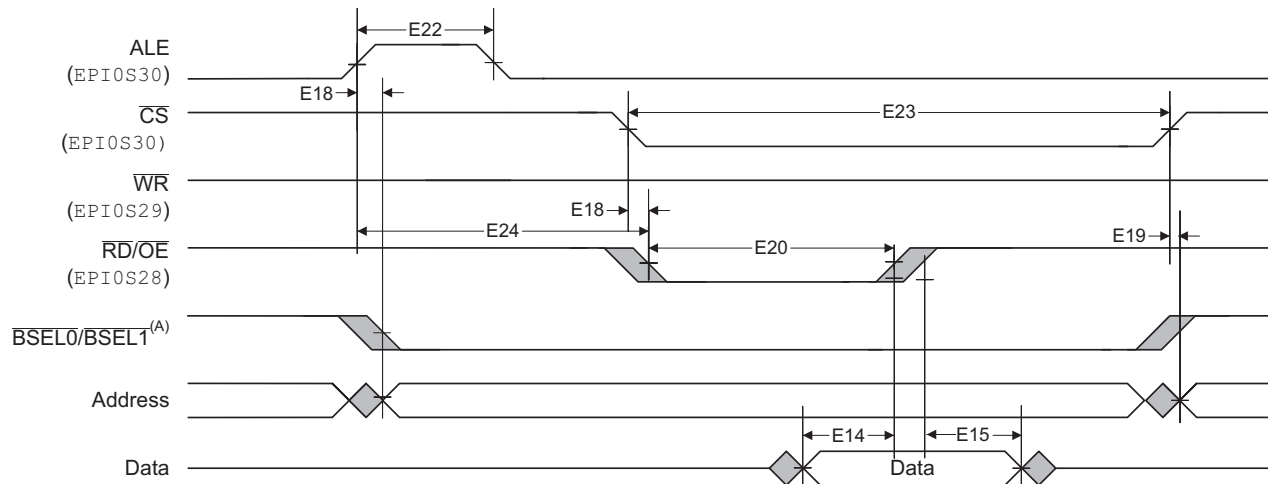 E22
ALE
(EPI0S30)
E18
CS
E23
(EPI0S30)
WR
(EPI0S29)
E18
E24
E19
RD/OE
E20
(EPI0S28)
BSEL0/BSEL1(A)
Address
E14
E15
Data
Data